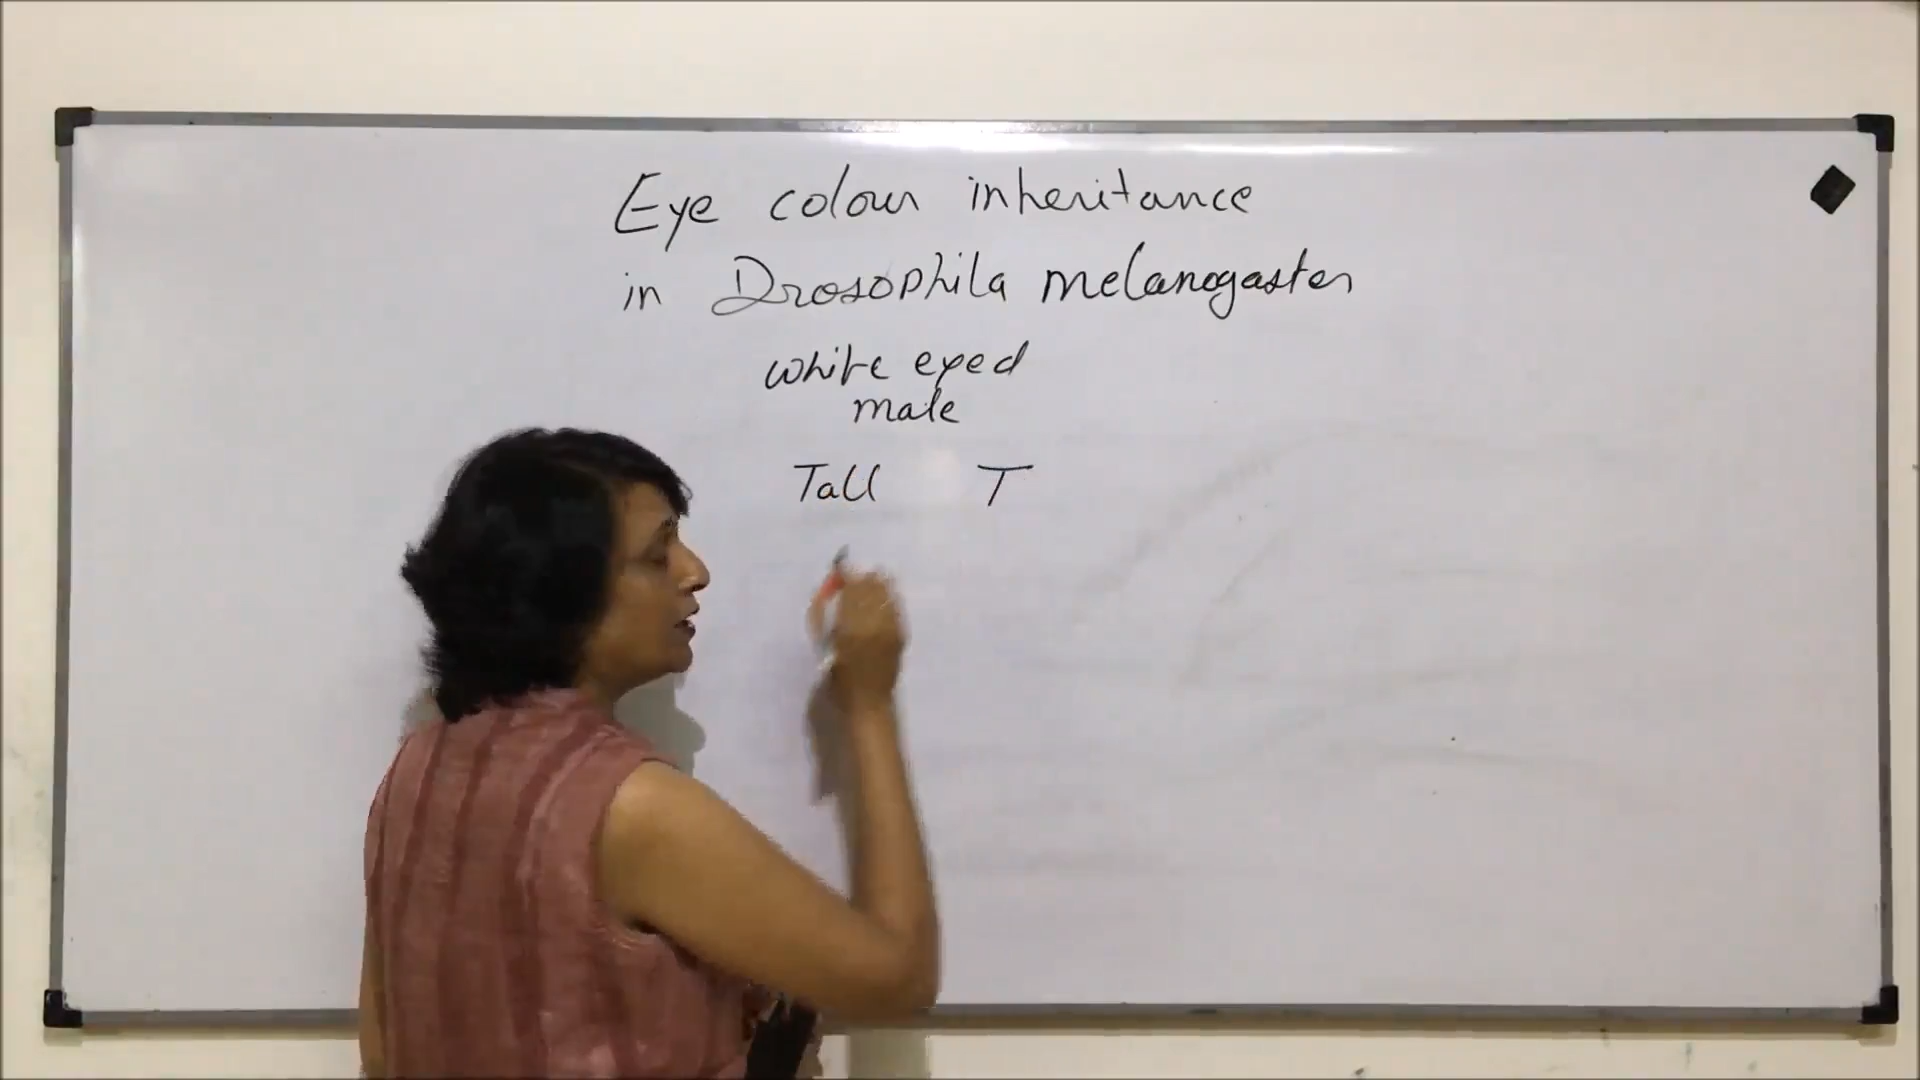 Eye colour inheritance
in Drosophila melanogaster
white eyed
male
Tall T